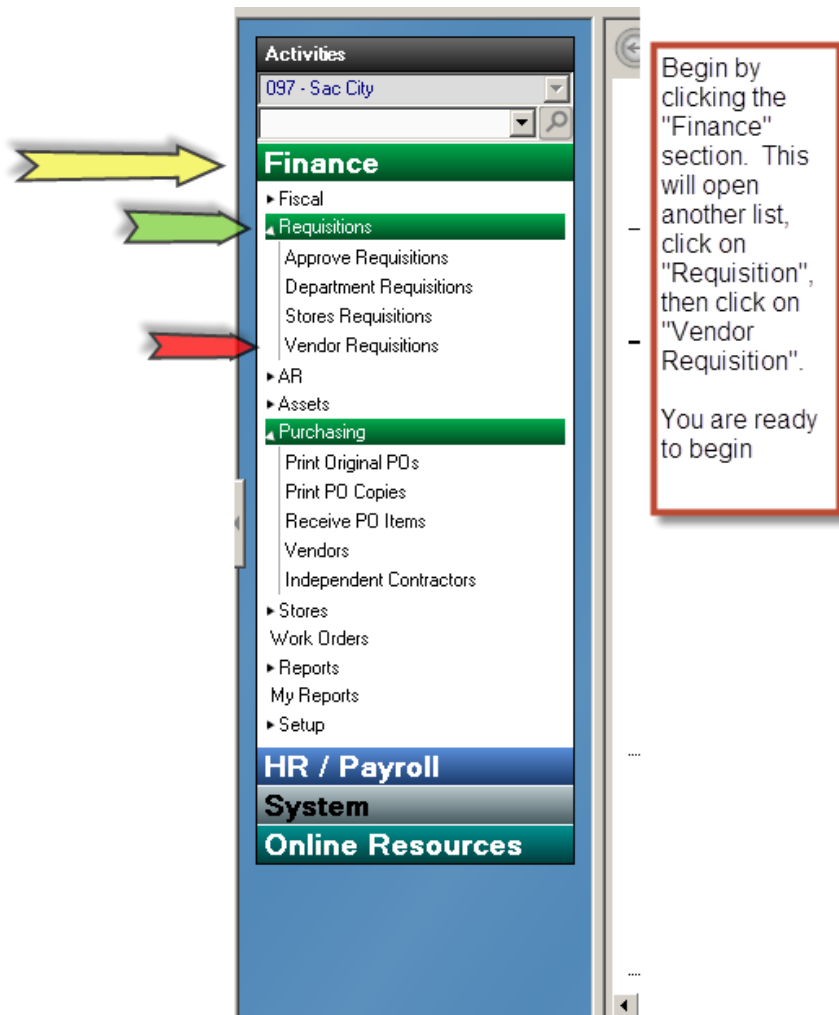 Activities
097 - Sac City
Finance
Fiscal
Requisitions
Approve Requisitions
Department Requisitions
Stores Requisitions
Vendor Requisitions
AR
Assets
Purchasing
Print Original POs
Print PO Copies
Receive PO Items
Vendors
Independent Contractors
Stores
Work Orders
Reports
My Reports
Setup
HR / Payroll
System
Online Resources
Begin by
clicking the
"Finance"
section.  This
will open
another list,
click on
"Requisition",
then click on
"Vendor
Requisition".
You are ready
to begin